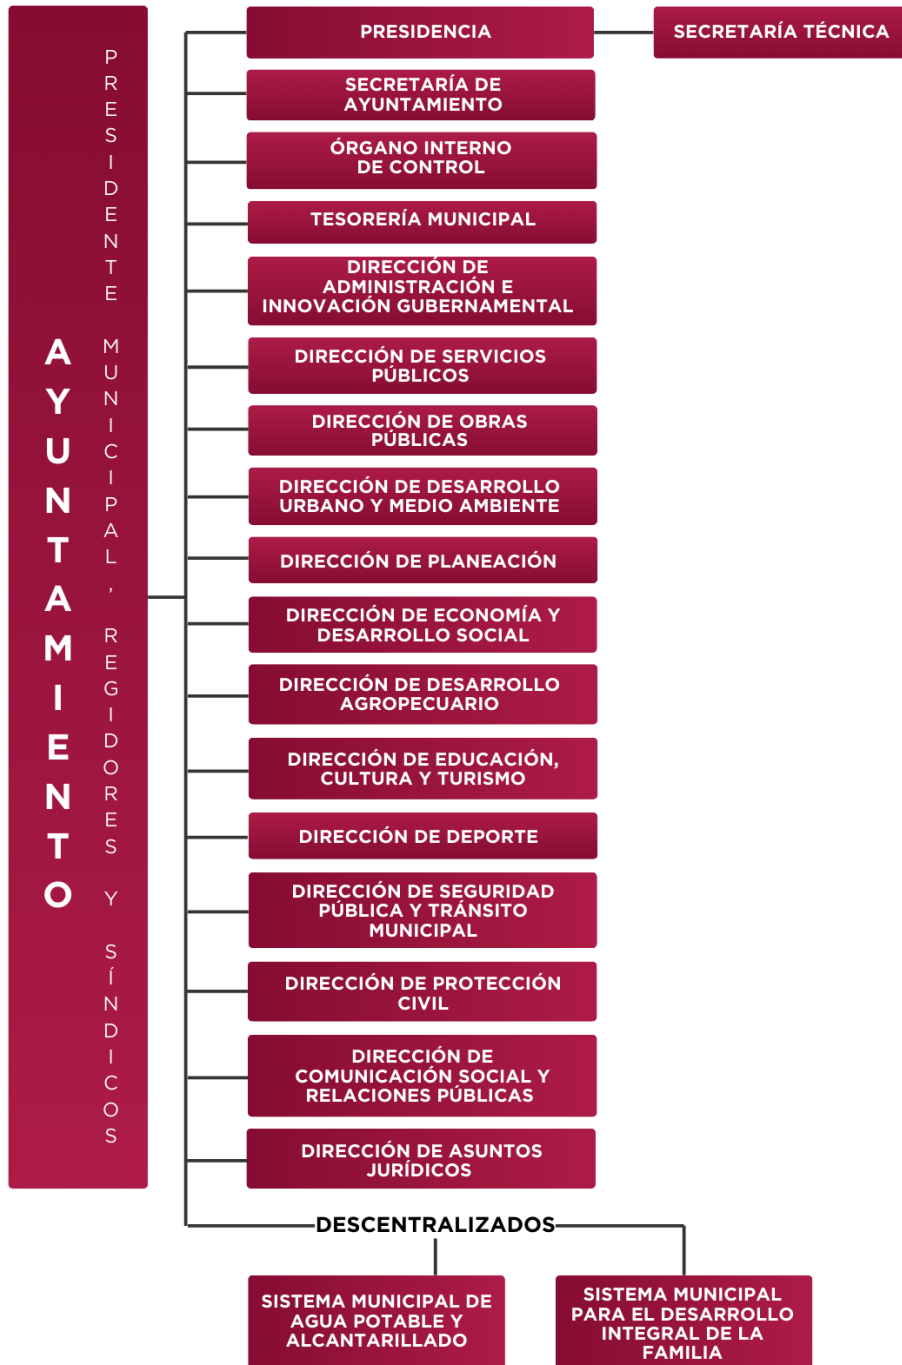 AYUNTAMIENTO
PRESIDENTE MUNICIPAL, REGIDORES Y SÍNDICOS
PRESIDENCIA
SECRETARÍA TÉCNICA
SECRETARÍA DE
AYUNTAMIENTO
ÓRGANO INTERNO
DE CONTROL
TESORERÍA MUNICIPAL
DIRECCIÓN DE
ADMINISTRACIÓN E
INNOVACIÓN GUBERNAMENTAL
DIRECCIÓN DE SERVICIOS
PÚBLICOS
DIRECCIÓN DE OBRAS
PÚBLICAS
DIRECCIÓN DE DESARROLLO
URBANO Y MEDIO AMBIENTE
DIRECCIÓN DE PLANEACIÓN
DIRECCIÓN DE ECONOMÍA Y
DESARROLLO SOCIAL
DIRECCIÓN DE DESARROLLO
AGROPECUARIO
DIRECCIÓN DE EDUCACIÓN,
CULTURA Y TURISMO
DIRECCIÓN DE DEPORTE
DIRECCIÓN DE SEGURIDAD
PÚBLICA Y TRÁNSITO
MUNICIPAL
DIRECCIÓN DE PROTECCIÓN
CIVIL
DIRECCIÓN DE
COMUNICACIÓN SOCIAL Y
RELACIONES PÚBLICAS
DIRECCIÓN DE ASUNTOS
JURÍDICOS
DESCENTRALIZADOS
SISTEMA MUNICIPAL DE
AGUA POTABLE Y
ALCANTARILLADO
SISTEMA MUNICIPAL
PARA EL DESARROLLO
INTEGRAL DE LA
FAMILIA